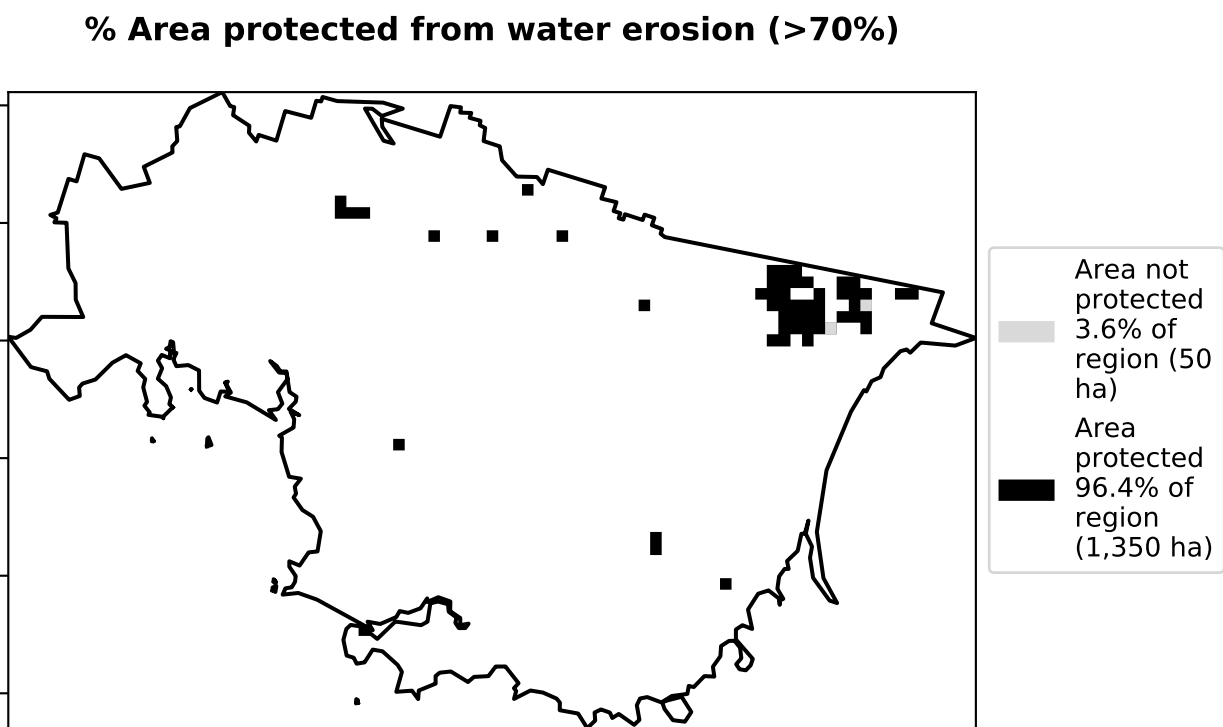 % Area protected from water erosion (>70%)
Area not
protected
3.6% of
region (50
ha)
Area
protected
96.4% of
region
(1,350 ha)